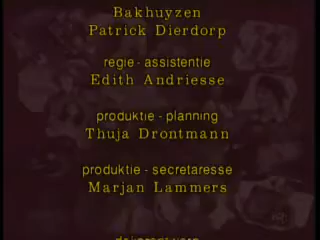 Bakhuyzen
Patrick Dierdorp
regie - assistentie
Edith Andriesse
produktie - planning
Thuja Drontmann
produktie - secretaresse
Marjan Lammers